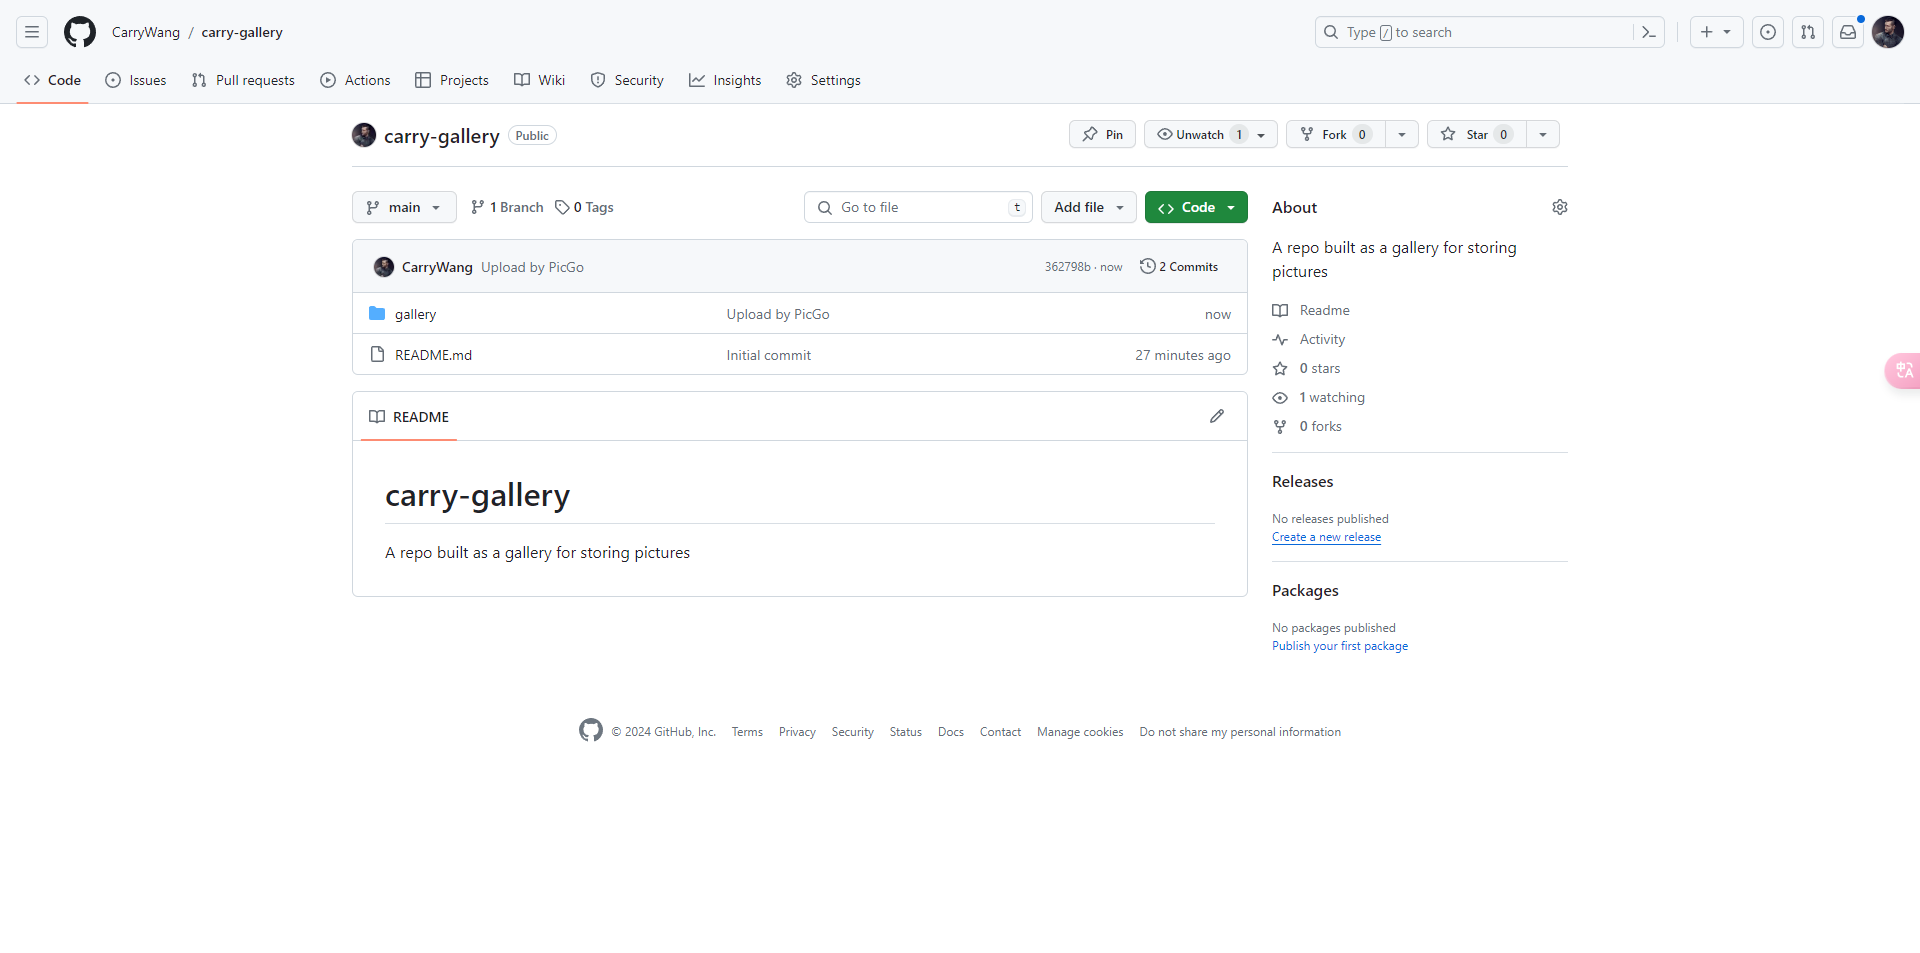 CarryWang / carry-gallery
Type / to search
Code Issues Pull requests Actions Projects Wiki Security Insights Settings
carry-gallery Public
Pin Unwatch 1 Fork 0 Star 0
main 1 Branch 0 Tags
Go to file t Add file Code
CarryWang Upload by PicGo 362798b · now 2 Commits
gallery Upload by PicGo now
README.md Initial commit 27 minutes ago
README
carry-gallery
A repo built as a gallery for storing pictures
About
A repo built as a gallery for storing
pictures
Readme
Activity
0 stars
1 watching
0 forks
Releases
No releases published
Create a new release
Packages
No packages published
Publish your first package
中A
© 2024 GitHub, Inc. Terms Privacy Security Status Docs Contact Manage cookies Do not share my personal information